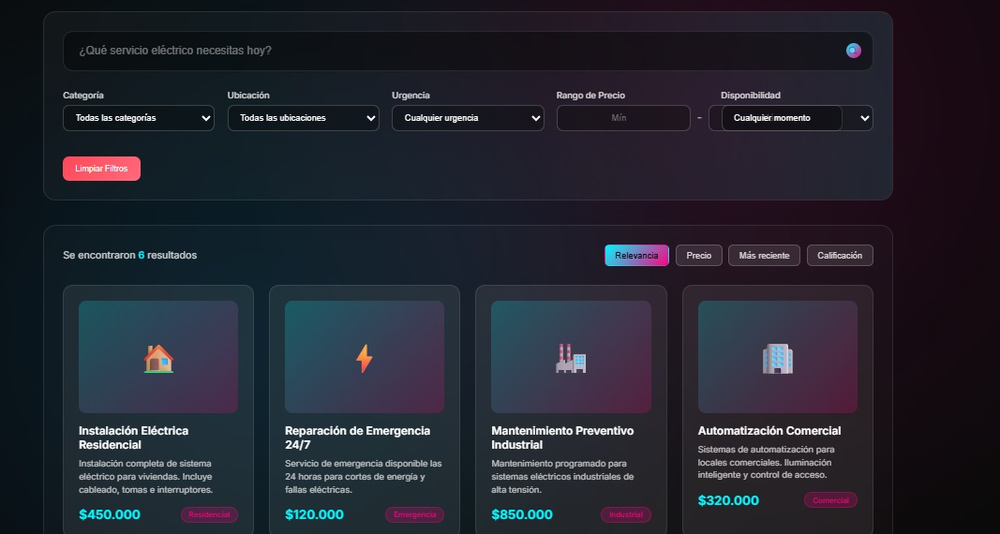 ¿Qué servicio eléctrico necesitas hoy?
Categoría
Ubicación
Urgencia
Rango de Precio
Disponibilidad
Todas las categorías
Todas las ubicaciones
Cualquier urgencia
Mín
-
Cualquier momento
Limpiar Filtros
Se encontraron 6 resultados
Relevancia
Precio
Más reciente
Calificación
Instalación Eléctrica
Residencial
Instalación completa de sistema
eléctrico para viviendas. Incluye
cableado, tomas e interruptores.
$450.000
Residencial
Reparación de Emergencia
24/7
Servicio de emergencia disponible las
24 horas para cortes de energía y
fallas eléctricas.
$120.000
Emergencia
Mantenimiento Preventivo
Industrial
Mantenimiento programado para
sistemas eléctricos industriales de
alta tensión.
$850.000
Industrial
Automatización Comercial
Sistemas de automatización para
locales comerciales. Iluminación
inteligente y control de acceso.
$320.000
Comercial